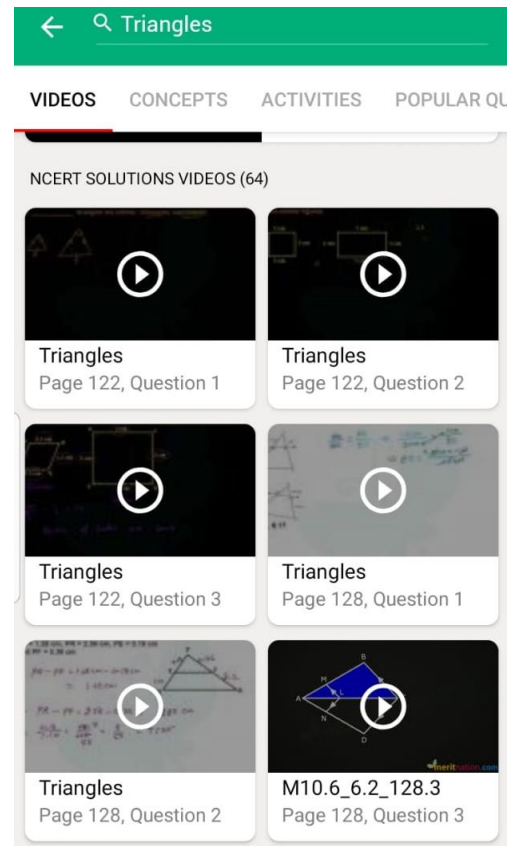 Triangles
VIDEOS CONCEPTS ACTIVITIES POPULAR QU
NCERT SOLUTIONS VIDEOS (64)
Triangles
Page 122, Question 1
Triangles
Page 122, Question 2
Triangles
Page 122, Question 3
Triangles
Page 128, Question 1
Triangles
Page 128, Question 2
B
M
L
A
N
D
meritnation.com
M10.6_6.2_128.3
Page 128, Question 3